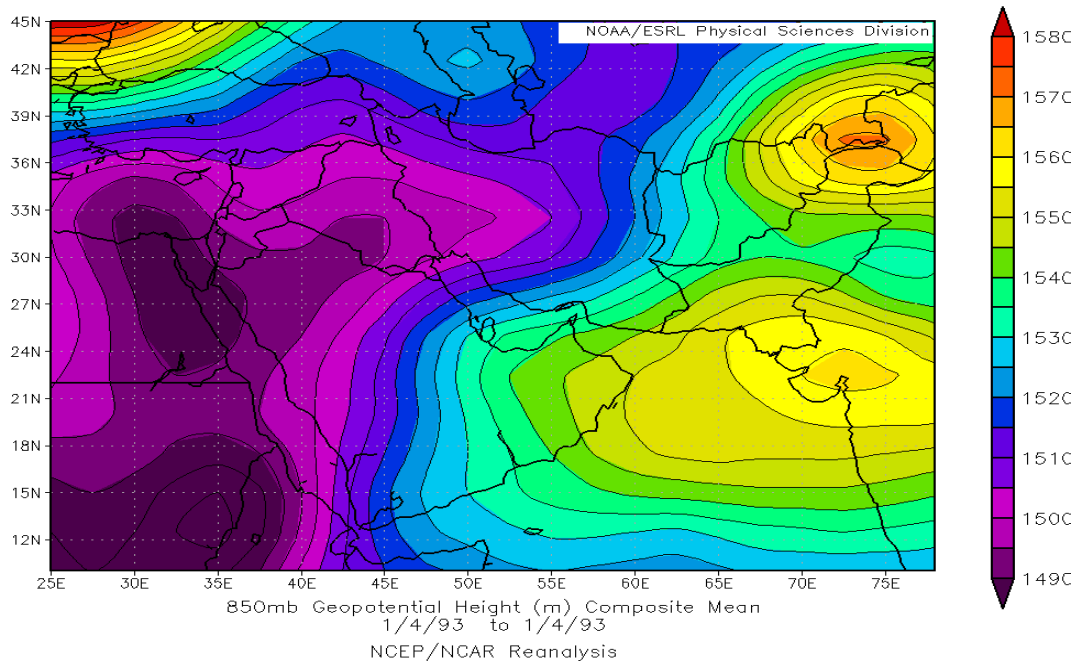 NOAA/ESRL Physical Sciences Division
45N
42N
39N
36N
33N
30N
27N
24N
21N
18N
15N
12N
25E 30E 35E 40E 45E 50E 55E 60E 65E 70E 75E
1580
1570
1560
1550
1540
1530
1520
1510
1500
1490
850mb Geopotential Height (m) Composite Mean
1/4/93 to 1/4/93
NCEP/NCAR Reanalysis